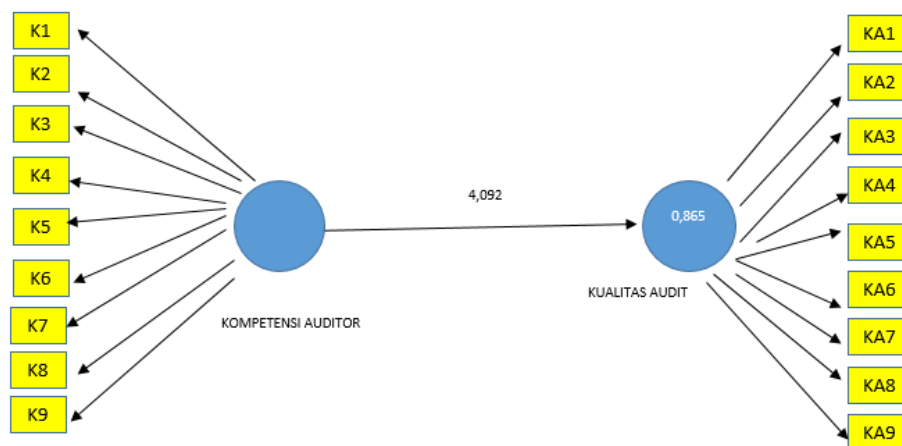 K1
K2
K3
K4
K5
K6
K7
K8
K9
KOMPETENSI AUDITOR
4,092
0,865
KUALITAS AUDIT
KA1
KA2
KA3
KA4
KA5
KA6
KA7
KA8
KA9